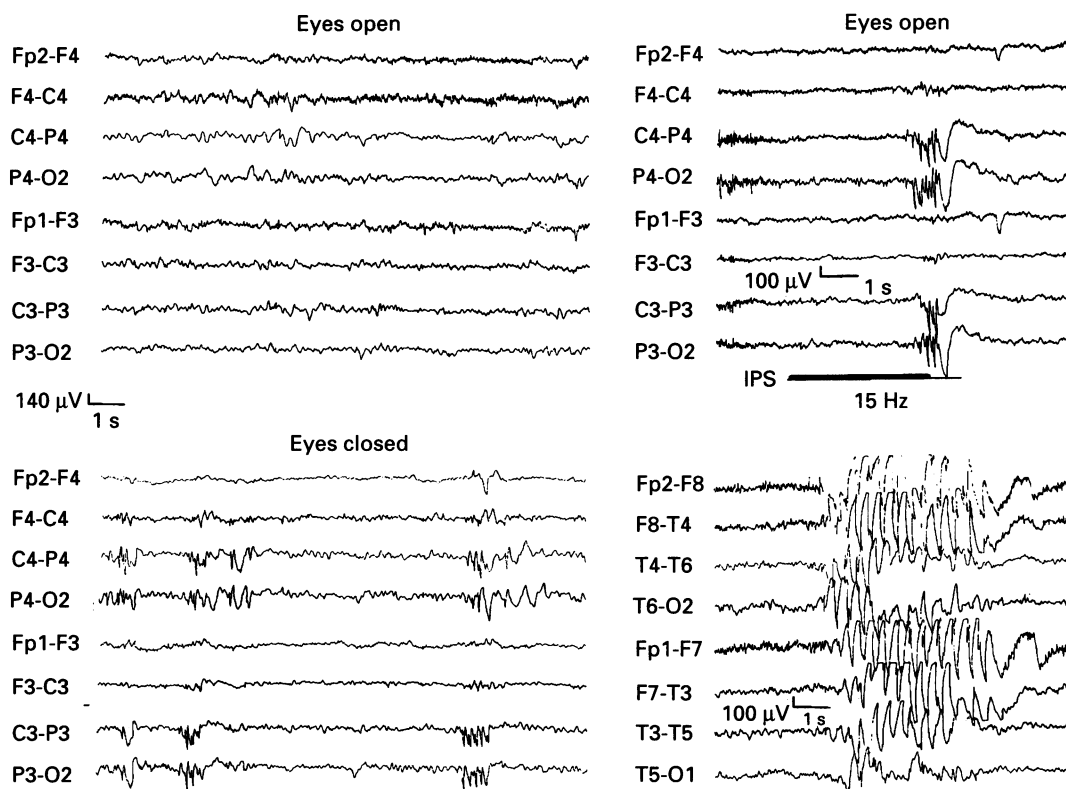 Eyes open
Fp2-F4
F4-C4
C4-P4
P4-O2
Fp1-F3
F3-C3
C3-P3
P3-O2
140 µV
1 s
Eyes open
Fp2-F4
F4-C4
C4-P4
P4-O2
Fp1-F3
F3-C3
100 µV 1 s
C3-P3
P3-O2
IPS
15 Hz
Eyes closed
Fp2-F4
F4-C4
C4-P4
P4-O2
Fp1-F3
F3-C3
C3-P3
P3-O2
Fp2-F8
F8-T4
T4-T6
T6-O2
Fp1-F7
F7-T3
100 µV 1 s
T3-T5
T5-O1